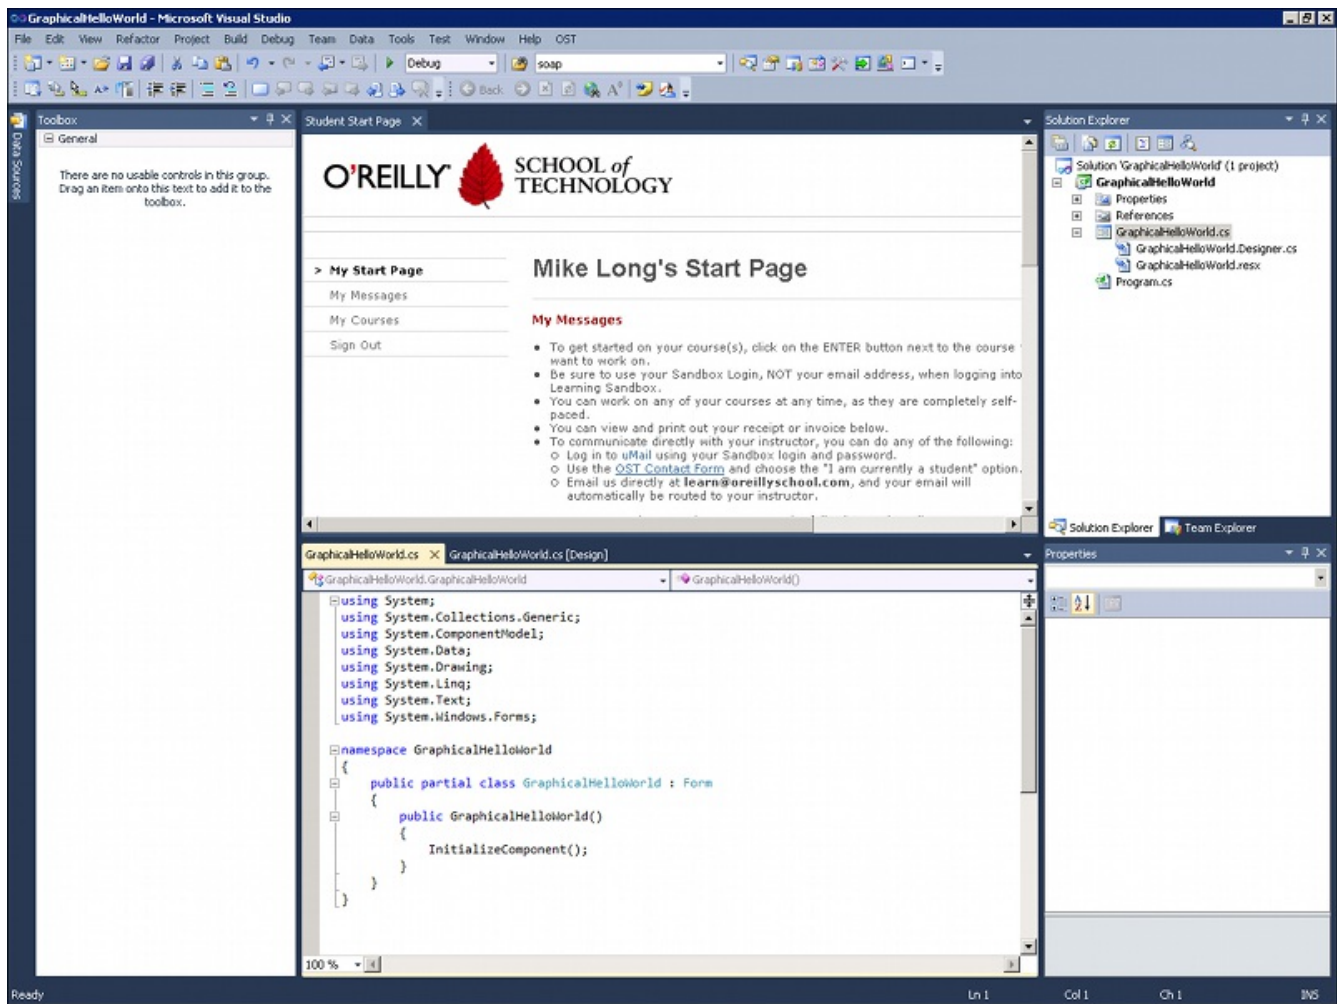 GraphicalHelloWorld - Microsoft Visual Studio
File Edit View Refactor Project Build Debug Team Data Tools Test Window Help OST
Debug soap
Back
Data Sources
Toolbox
General
There are no usable controls in this group.
Drag an item onto this text to add it to the
toolbox.
Student Start Page
O'REILLY SCHOOL of
TECHNOLOGY
> My Start Page
My Messages
My Courses
Sign Out
Mike Long's Start Page
My Messages
To get started on your course(s), click on the ENTER button next to the course
want to work on.
Be sure to use your Sandbox Login, NOT your email address, when logging into
Learning Sandbox.
You can work on any of your courses at any time, as they are completely self-
paced.
You can view and print out your receipt or invoice below.
To communicate directly with your instructor, you can do any of the following:
Log in to uMail using your Sandbox login and password.
Use the OST Contact Form and choose the "I am currently a student" option.
Email us directly at learn@oreillyschool.com, and your email will
automatically be routed to your instructor.
GraphicalHelloWorld.cs GraphicalHelloWorld.cs [Design]
GraphicalHelloWorld.GraphicalHelloWorld GraphicalHelloWorld()
using System;
using System.Collections.Generic;
using System.ComponentModel;
using System.Data;
using System.Drawing;
using System.Linq;
using System.Text;
using System.Windows.Forms;
namespace GraphicalHelloWorld
{
public partial class GraphicalHelloWorld : Form
{
public GraphicalHelloWorld()
{
InitializeComponent();
}
}
}
100 %
Solution Explorer
Solution 'GraphicalHelloWorld' (1 project)
GraphicalHelloWorld
Properties
References
GraphicalHelloWorld.cs
GraphicalHelloWorld.Designer.cs
GraphicalHelloWorld.resx
Program.cs
Solution Explorer Team Explorer
Properties
Ready Ln 1 Col 1 Ch 1 INS